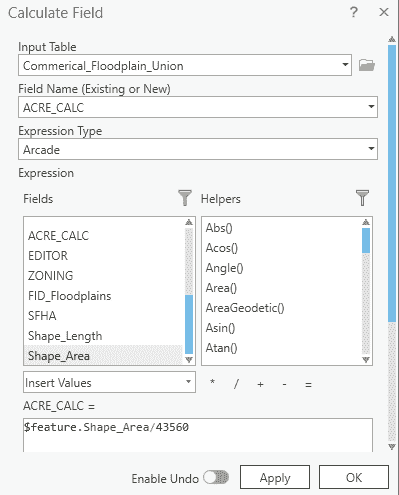 Calculate Field ? ×
Input Table
Commerical_Floodplain_Union
Field Name (Existing or New)
ACRE_CALC
Expression Type
Arcade
Expression
Fields
Helpers
ACRE_CALC
EDITOR
ZONING
FID_Floodplains
SFHA
Shape_Length
Shape_Area
Abs()
Acos()
Angle()
Area()
AreaGeodetic()
Asin()
Atan()
Insert Values
* / + - =
ACRE_CALC =
$feature.Shape_Area/43560
Enable Undo
Apply
OK